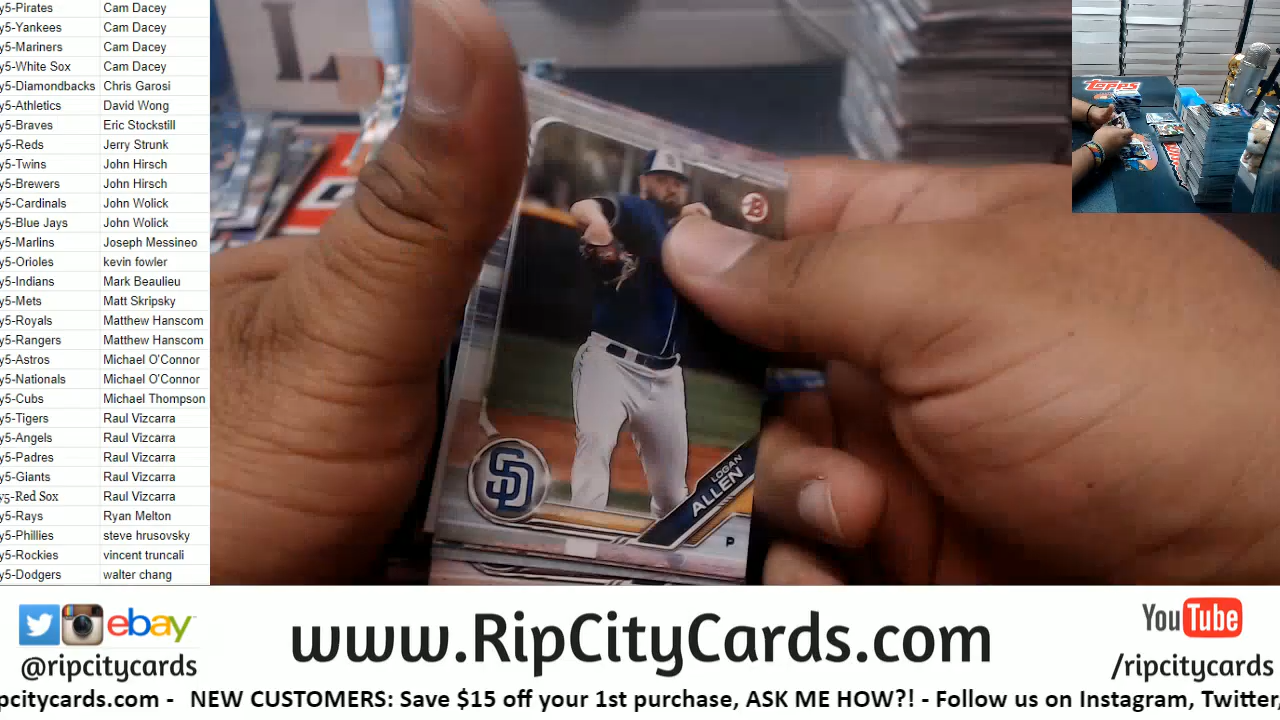 y5-Pirates Cam Dacey
y5-Yankees Cam Dacey
y5-Mariners Cam Dacey
y5-White Sox Cam Dacey
y5-Diamondbacks Chris Garosi
y5-Athletics David Wong
y5-Braves Eric Stockstill
y5-Reds Jerry Strunk
y5-Twins John Hirsch
y5-Brewers John Hirsch
y5-Cardinals John Wolick
y5-Blue Jays John Wolick
y5-Marlins Joseph Messineo
y5-Orioles kevin fowler
y5-Indians Mark Beaulieu
y5-Mets Matt Skripsky
y5-Royals Matthew Hanscom
y5-Rangers Matthew Hanscom
y5-Astros Michael O'Connor
y5-Nationals Michael O'Connor
y5-Cubs Michael Thompson
y5-Tigers Raul Vizcarra
y5-Angels Raul Vizcarra
y5-Padres Raul Vizcarra
y5-Giants Raul Vizcarra
y5-Red Sox Raul Vizcarra
y5-Rays Ryan Melton
y5-Phillies steve hrusovsky
y5-Rockies vincent truncali
y5-Dodgers walter chang
SD
LOGAN
ALLEN
P
Topps
ebay
@ripcitycards
www.RipCityCards.com
YouTube
/ripcitycards
pcitycards.com - NEW CUSTOMERS: Save $15 off your 1st purchase, ASK ME HOW?! - Follow us on Instagram, Twitter,